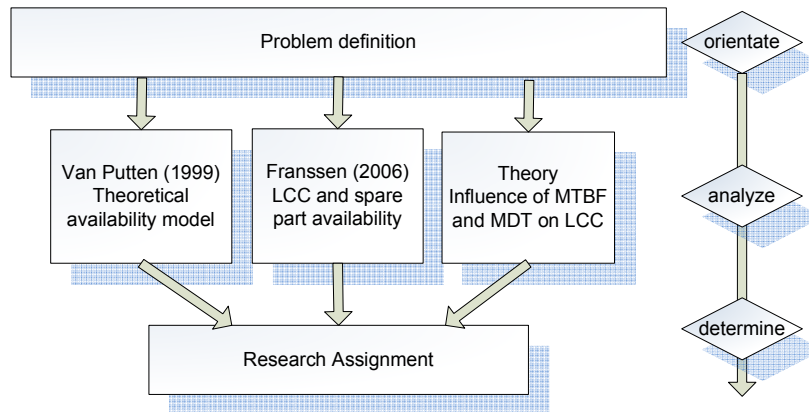 Problem definition
orientate
Van Putten (1999)
Theoretical
availability model
Franssen (2006)
LCC and spare
part availability
Theory
Influence of MTBF
and MDT on LCC
analyze
Research Assignment
determine